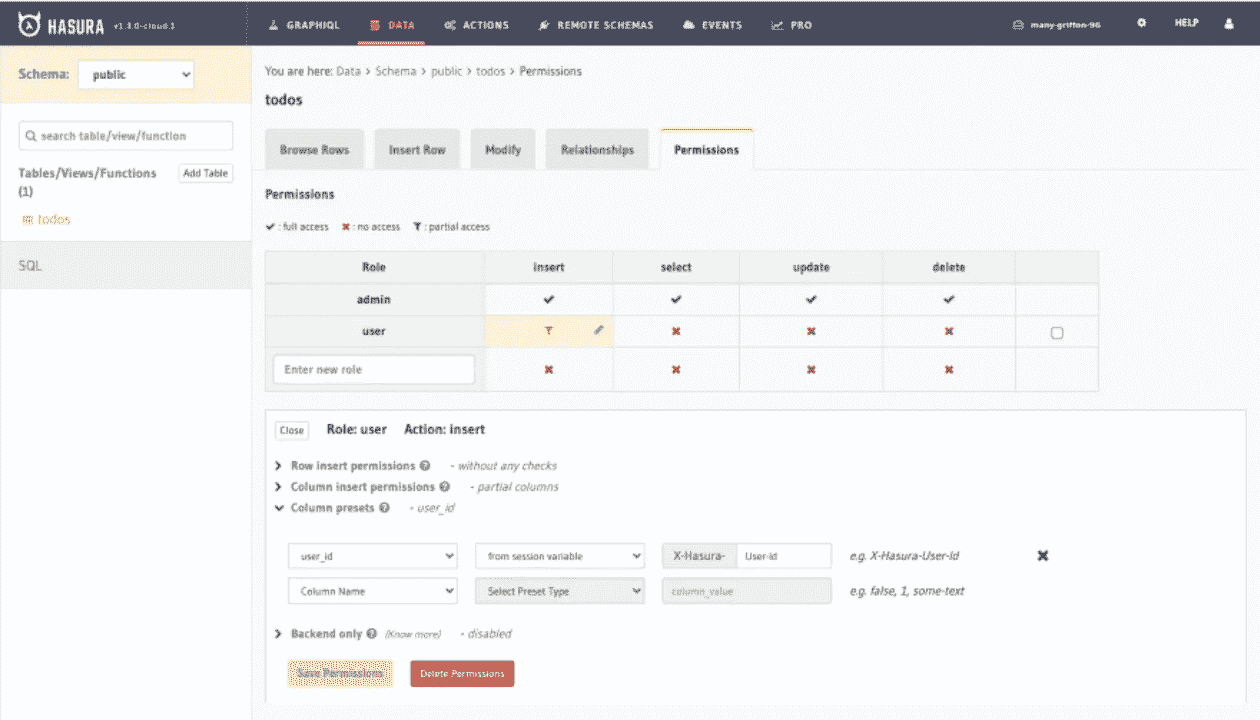 HASURA v1.3.0-cloud.1 GRAPHIQL DATA ACTIONS REMOTE SCHEMAS EVENTS PRO many-griffon-96 HELP
Schema: public
You are here: Data > Schema > public > todos > Permissions
todos
search table/view/function
Tables/Views/Functions (1) Add Table
todos
SQL
Browse Rows Insert Row Modify Relationships Permissions
Permissions
: full access : no access : partial access
Role insert select update delete
admin
user
Enter new role
Close Role: user Action: insert
Row insert permissions - without any checks
Column insert permissions - partial columns
Column presets - user_id
user_id from session variable X-Hasura- User-Id e.g. X-Hasura-User-Id
Column Name Select Preset Type column_value e.g. false, 1, some-text
Backend only (Know more) - disabled
Save Permissions Delete Permissions